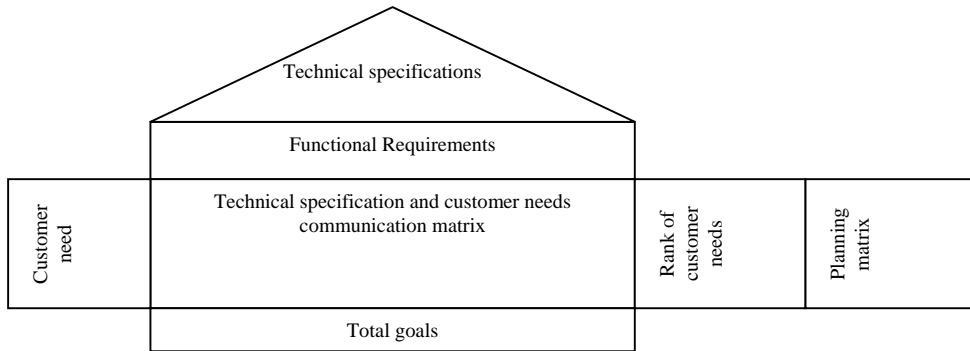 Technical specifications
Functional Requirements
Technical specification and customer needs
communication matrix
Customer
need
Rank of
customer
needs
Planning
matrix
Total goals